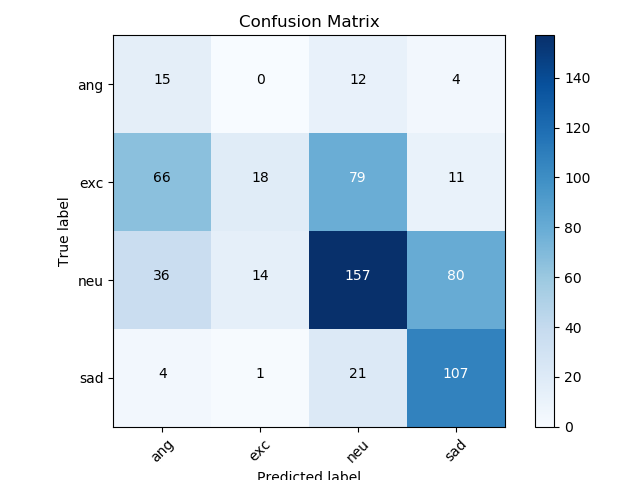 Confusion Matrix
True label
ang 15 0 12 4
140
120
exc 66 18 79 11
100
80
neu 36 14 157 80
60
40
sad 4 1 21 107
20
0
ang exc neu sad
Predicted label